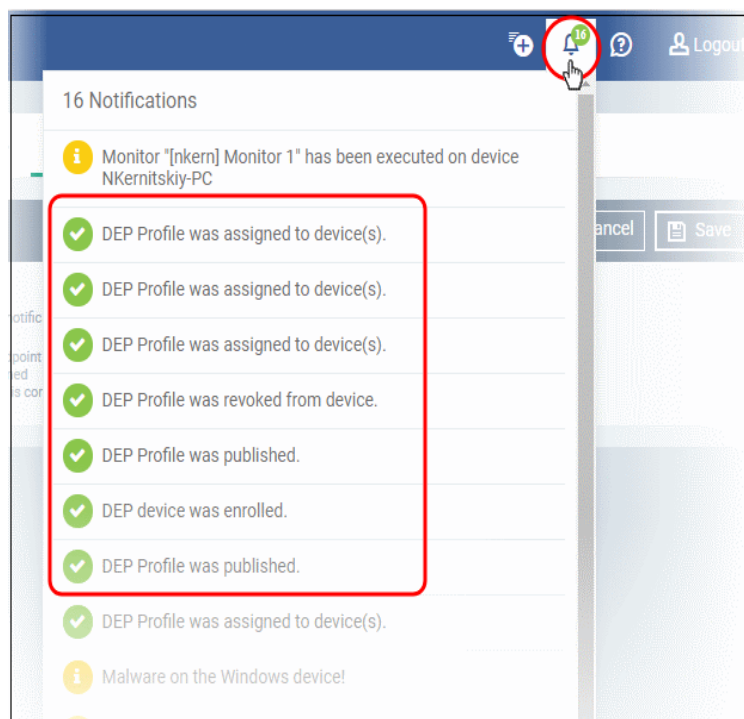 16
Logout
16 Notifications
Monitor "[nkern] Monitor 1" has been executed on device
NKernitskiy-PC
DEP Profile was assigned to device(s).
ancel
Save
DEP Profile was assigned to device(s).
otific
DEP Profile was assigned to device(s).
point
ned
is cor
DEP Profile was revoked from device.
DEP Profile was published.
DEP device was enrolled.
DEP Profile was published.
DEP Profile was assigned to device(s).
Malware on the Windows device!